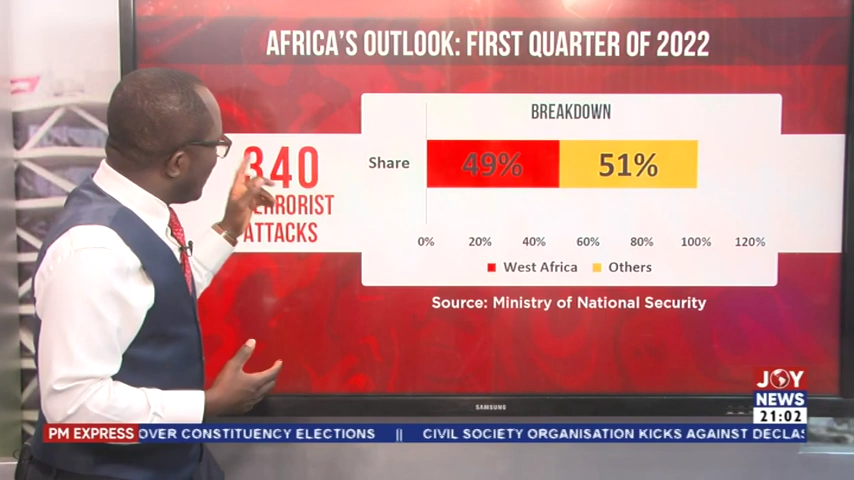 AFRICA'S OUTLOOK: FIRST QUARTER OF 2022
BREAKDOWN
340
TERRORIST
ATTACKS
Share
49%
51%
0% 20% 40% 60% 80% 100% 120%
West Africa Others
Source: Ministry of National Security
SAMSUNG
JOY
NEWS
21:02
PM EXPRESS OVER CONSTITUENCY ELECTIONS || CIVIL SOCIETY ORGANISATION KICKS AGAINST